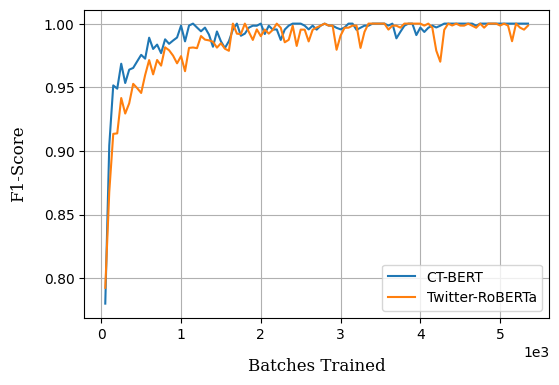 1.00
0.95
0.90
0.85
0.80
F1-Score
CT-BERT
Twitter-RoBERTa
0 1 2 3 4 5
1e3
Batches Trained